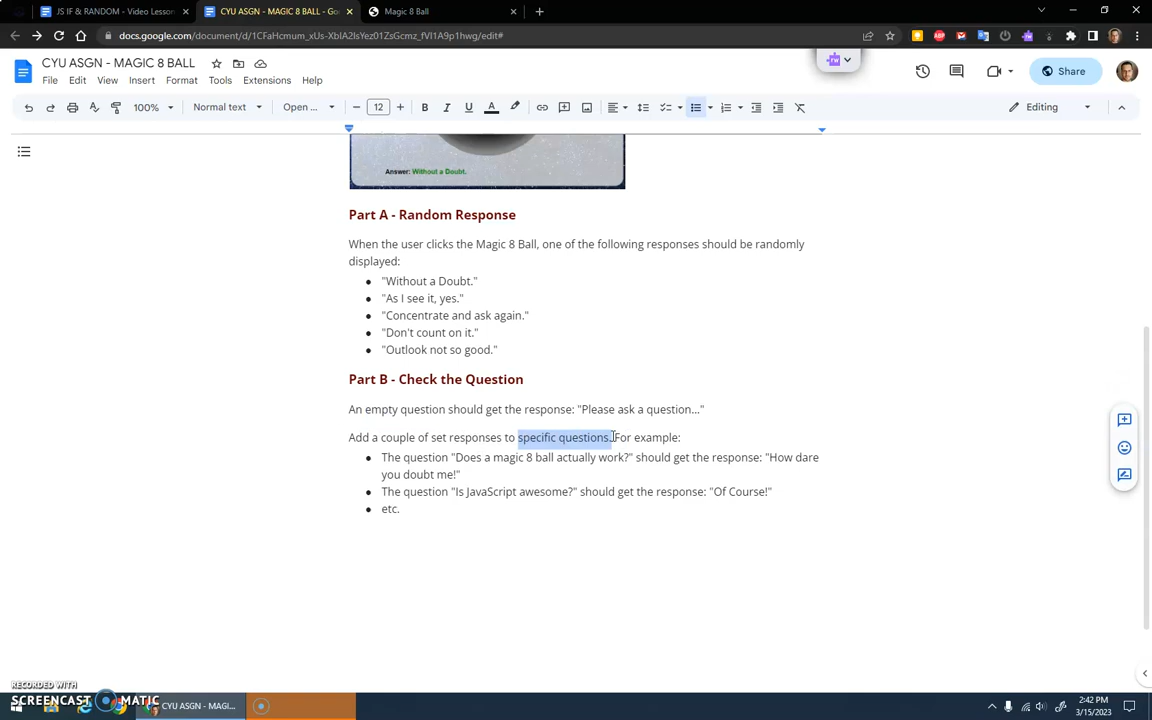 JS IF & RANDOM - Video Lesson
CYU ASGN - MAGIC 8 BALL - Go
Magic 8 Ball
docs.google.com/document/d/1CFaHcmum_xUs-XbIA2IsYez01ZsGcmz_fVI1A9p1hwg/edit#
CYU ASGN - MAGIC 8 BALL
File Edit View Insert Format Tools Extensions Help
Share
100% Normal text Open ... 12 Editing
Answer: Without a Doubt.
Part A - Random Response
When the user clicks the Magic 8 Ball, one of the following responses should be randomly
displayed:
● "Without a Doubt."
● "As I see it, yes."
● "Concentrate and ask again."
● "Don't count on it."
● "Outlook not so good."
Part B - Check the Question
An empty question should get the response: "Please ask a question..."
Add a couple of set responses to specific questions. For example:
● The question "Does a magic 8 ball actually work?" should get the response: "How dare
you doubt me!"
● The question "Is JavaScript awesome?" should get the response: "Of Course!"
● etc.
RECORDED WITH
SCREENCAST MATIC
CYU ASGN - MAGI...
2:42 PM
3/15/2023